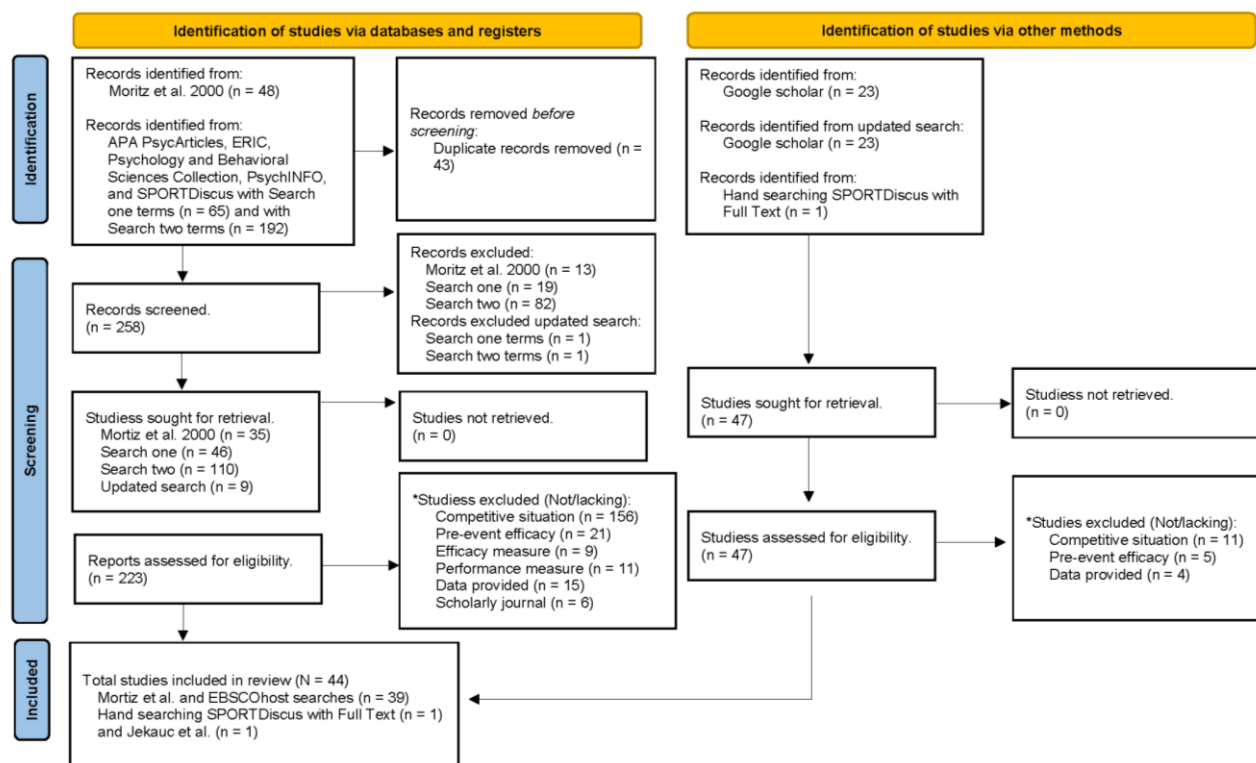 Identification of studies via databases and registers
Identification of studies via other methods
Identification
Records identified from:
Moritz et al. 2000 (n = 48)
Records identified from:
APA PsycArticles, ERIC,
Psychology and Behavioral
Sciences Collection, PsychINFO,
and SPORTDiscus with Search
one terms (n = 65) and with
Search two terms (n = 192)
Records removed before
screening:
Duplicate records removed (n =
43)
Records identified from:
Google scholar (n = 23)
Records identified from updated search:
Google scholar (n = 23)
Records identified from:
Hand searching SPORTDiscus with
Full Text (n = 1)
Screening
Records screened.
(n = 258)
Records excluded:
Moritz et al. 2000 (n = 13)
Search one (n = 19)
Search two (n = 82)
Records excluded updated search:
Search one terms (n = 1)
Search two terms (n = 1)
Studiess sought for retrieval.
Mortiz et al. 2000 (n = 35)
Search one (n = 46)
Search two (n = 110)
Updated search (n = 9)
Studies not retrieved.
(n = 0)
Studies sought for retrieval.
(n = 47)
Studiess not retrieved.
(n = 0)
Reports assessed for eligibility.
(n = 223)
*Studiess excluded (Not/lacking):
Competitive situation (n = 156)
Pre-event efficacy (n = 21)
Efficacy measure (n = 9)
Performance measure (n = 11)
Data provided (n = 15)
Scholarly journal (n = 6)
Studiess assessed for eligibility.
(n = 47)
*Studies excluded (Not/lacking):
Competitive situation (n = 11)
Pre-event efficacy (n = 5)
Data provided (n = 4)
Included
Total studies included in review (N = 44)
Mortiz et al. and EBSCOhost searches (n = 39)
Hand searching SPORTDiscus with Full Text (n = 1)
and Jekauc et al. (n = 1)